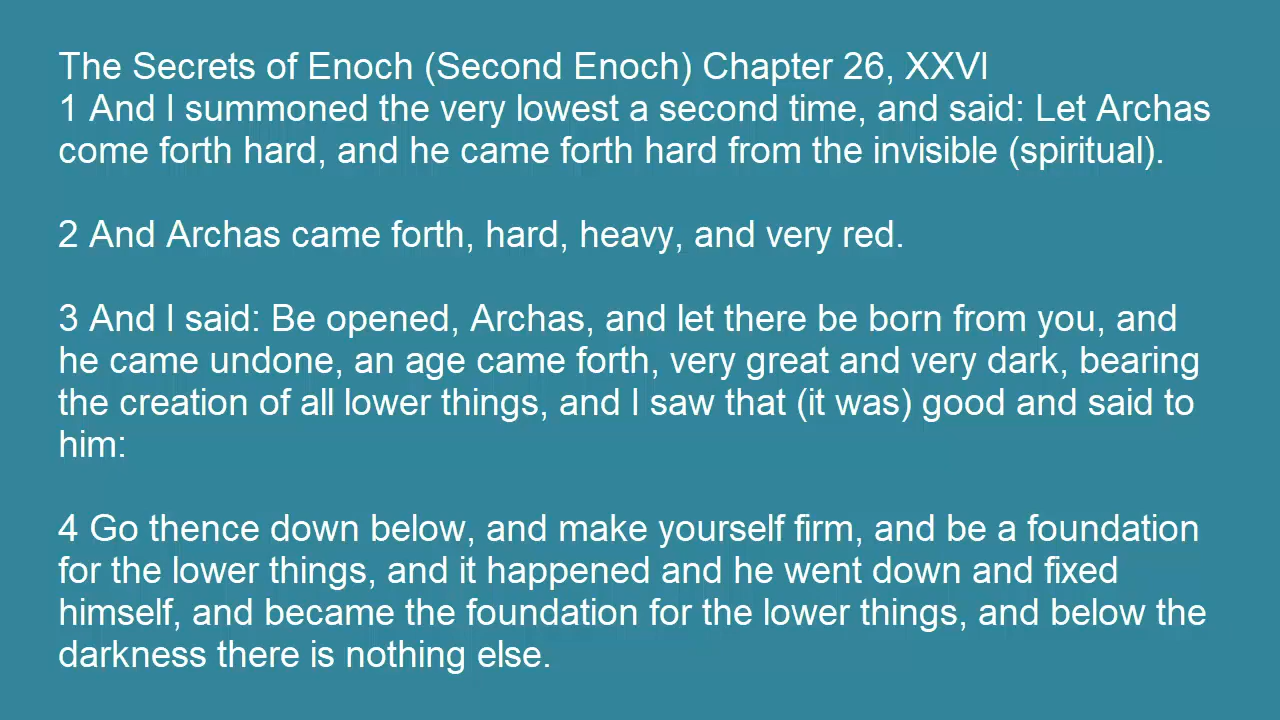 The Secrets of Enoch (Second Enoch) Chapter 26, XXVI
1 And I summoned the very lowest a second time, and said: Let Archas
come forth hard, and he came forth hard from the invisible (spiritual).
2 And Archas came forth, hard, heavy, and very red.
3 And I said: Be opened, Archas, and let there be born from you, and
he came undone, an age came forth, very great and very dark, bearing
the creation of all lower things, and I saw that (it was) good and said to
him:
4 Go thence down below, and make yourself firm, and be a foundation
for the lower things, and it happened and he went down and fixed
himself, and became the foundation for the lower things, and below the
darkness there is nothing else.